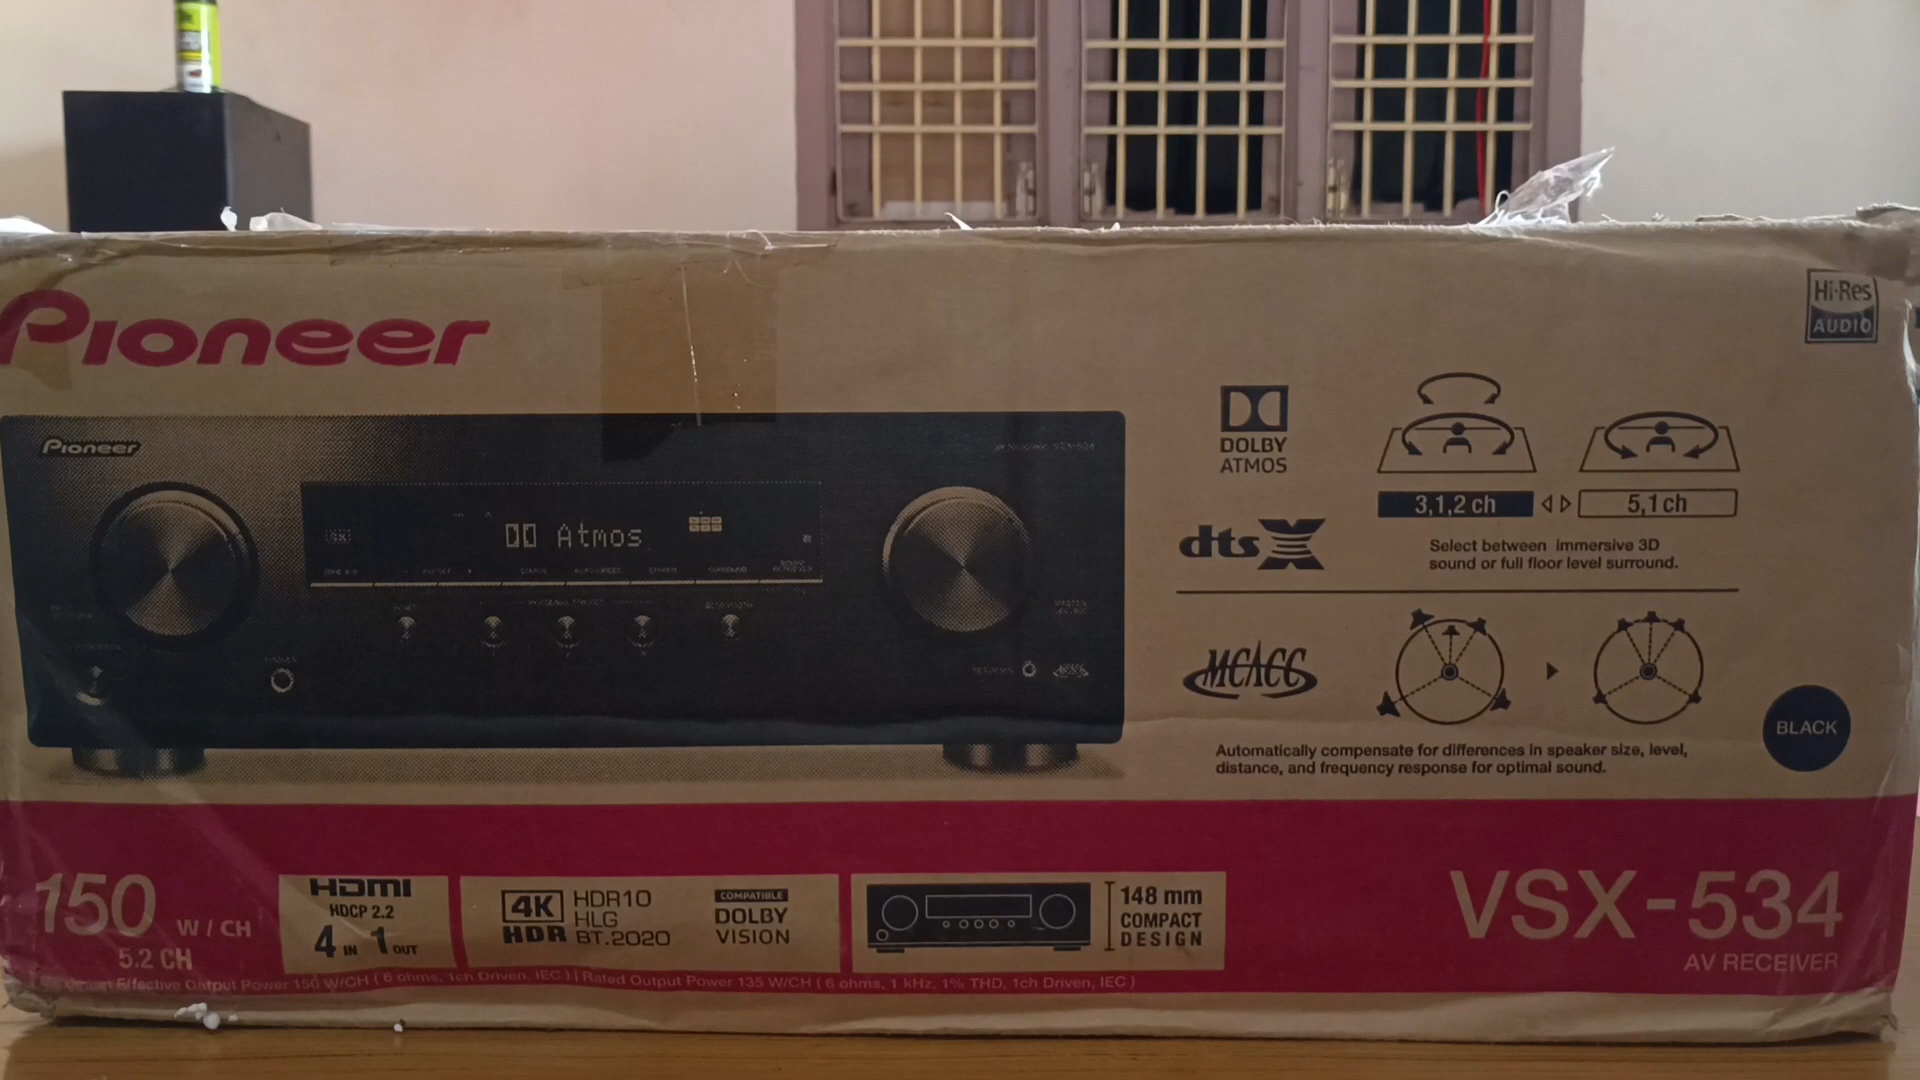 Pioneer
Hi-Res
AUDIO
Pioneer
Atmos
DOLBY
ATMOS
3,1,2 ch
5,1 ch
dts X
Select between immersive 3D
sound or full floor level surround.
MCACC
BLACK
Automatically compensate for differences in speaker size, level,
distance, and frequency response for optimal sound.
150 W / CH
5.2 CH
HDMI
HDCP 2.2
4 IN 1 OUT
4K
HDR
HDR10
HLG
BT.2020
COMPATIBLE
DOLBY
VISION
148 mm
COMPACT
DESIGN
VSX-534
AV RECEIVER
Effective Output Power 150 W/CH ( 6 ohms, 1ch Driven, IEC ) | Rated Output Power 135 W/CH ( 6 ohms, 1 kHz, 1% THD, 1ch Driven, IEC )